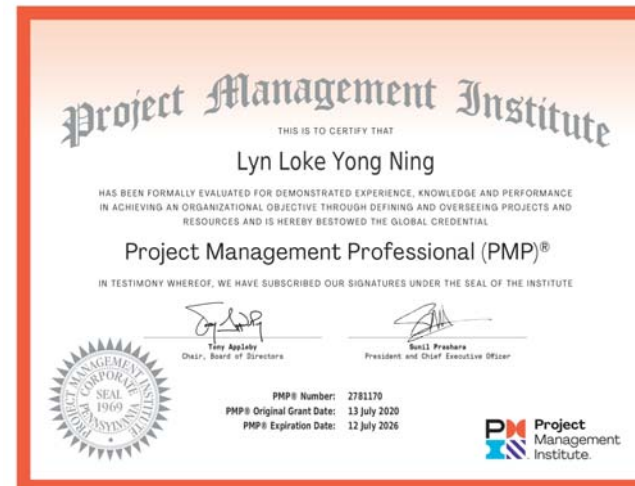 Project Management Institute
THIS IS TO CERTIFY THAT
Lyn Loke Yong Ning
HAS BEEN FORMALLY EVALUATED FOR DEMONSTRATED EXPERIENCE, KNOWLEDGE AND PERFORMANCE
IN ACHIEVING AN ORGANIZATIONAL OBJECTIVE THROUGH DEFINING AND OVERSEEING PROJECTS AND
RESOURCES AND IS HEREBY BESTOWED THE GLOBAL CREDENTIAL
Project Management Professional (PMP)®
IN TESTIMONY WHEREOF, WE HAVE SUBSCRIBED OUR SIGNATURES UNDER THE SEAL OF THE INSTITUTE
Tony Appleby
Chair, Board of Directors
Sunil Prashara
President and Chief Executive Officer
PROJECT MANAGEMENT INSTITUTE
CORPORATE
SEAL
1969
PENNSYLVANIA
PMP® Number: 2781170
PMP® Original Grant Date: 13 July 2020
PMP® Expiration Date: 12 July 2026
Project
Management
Institute.